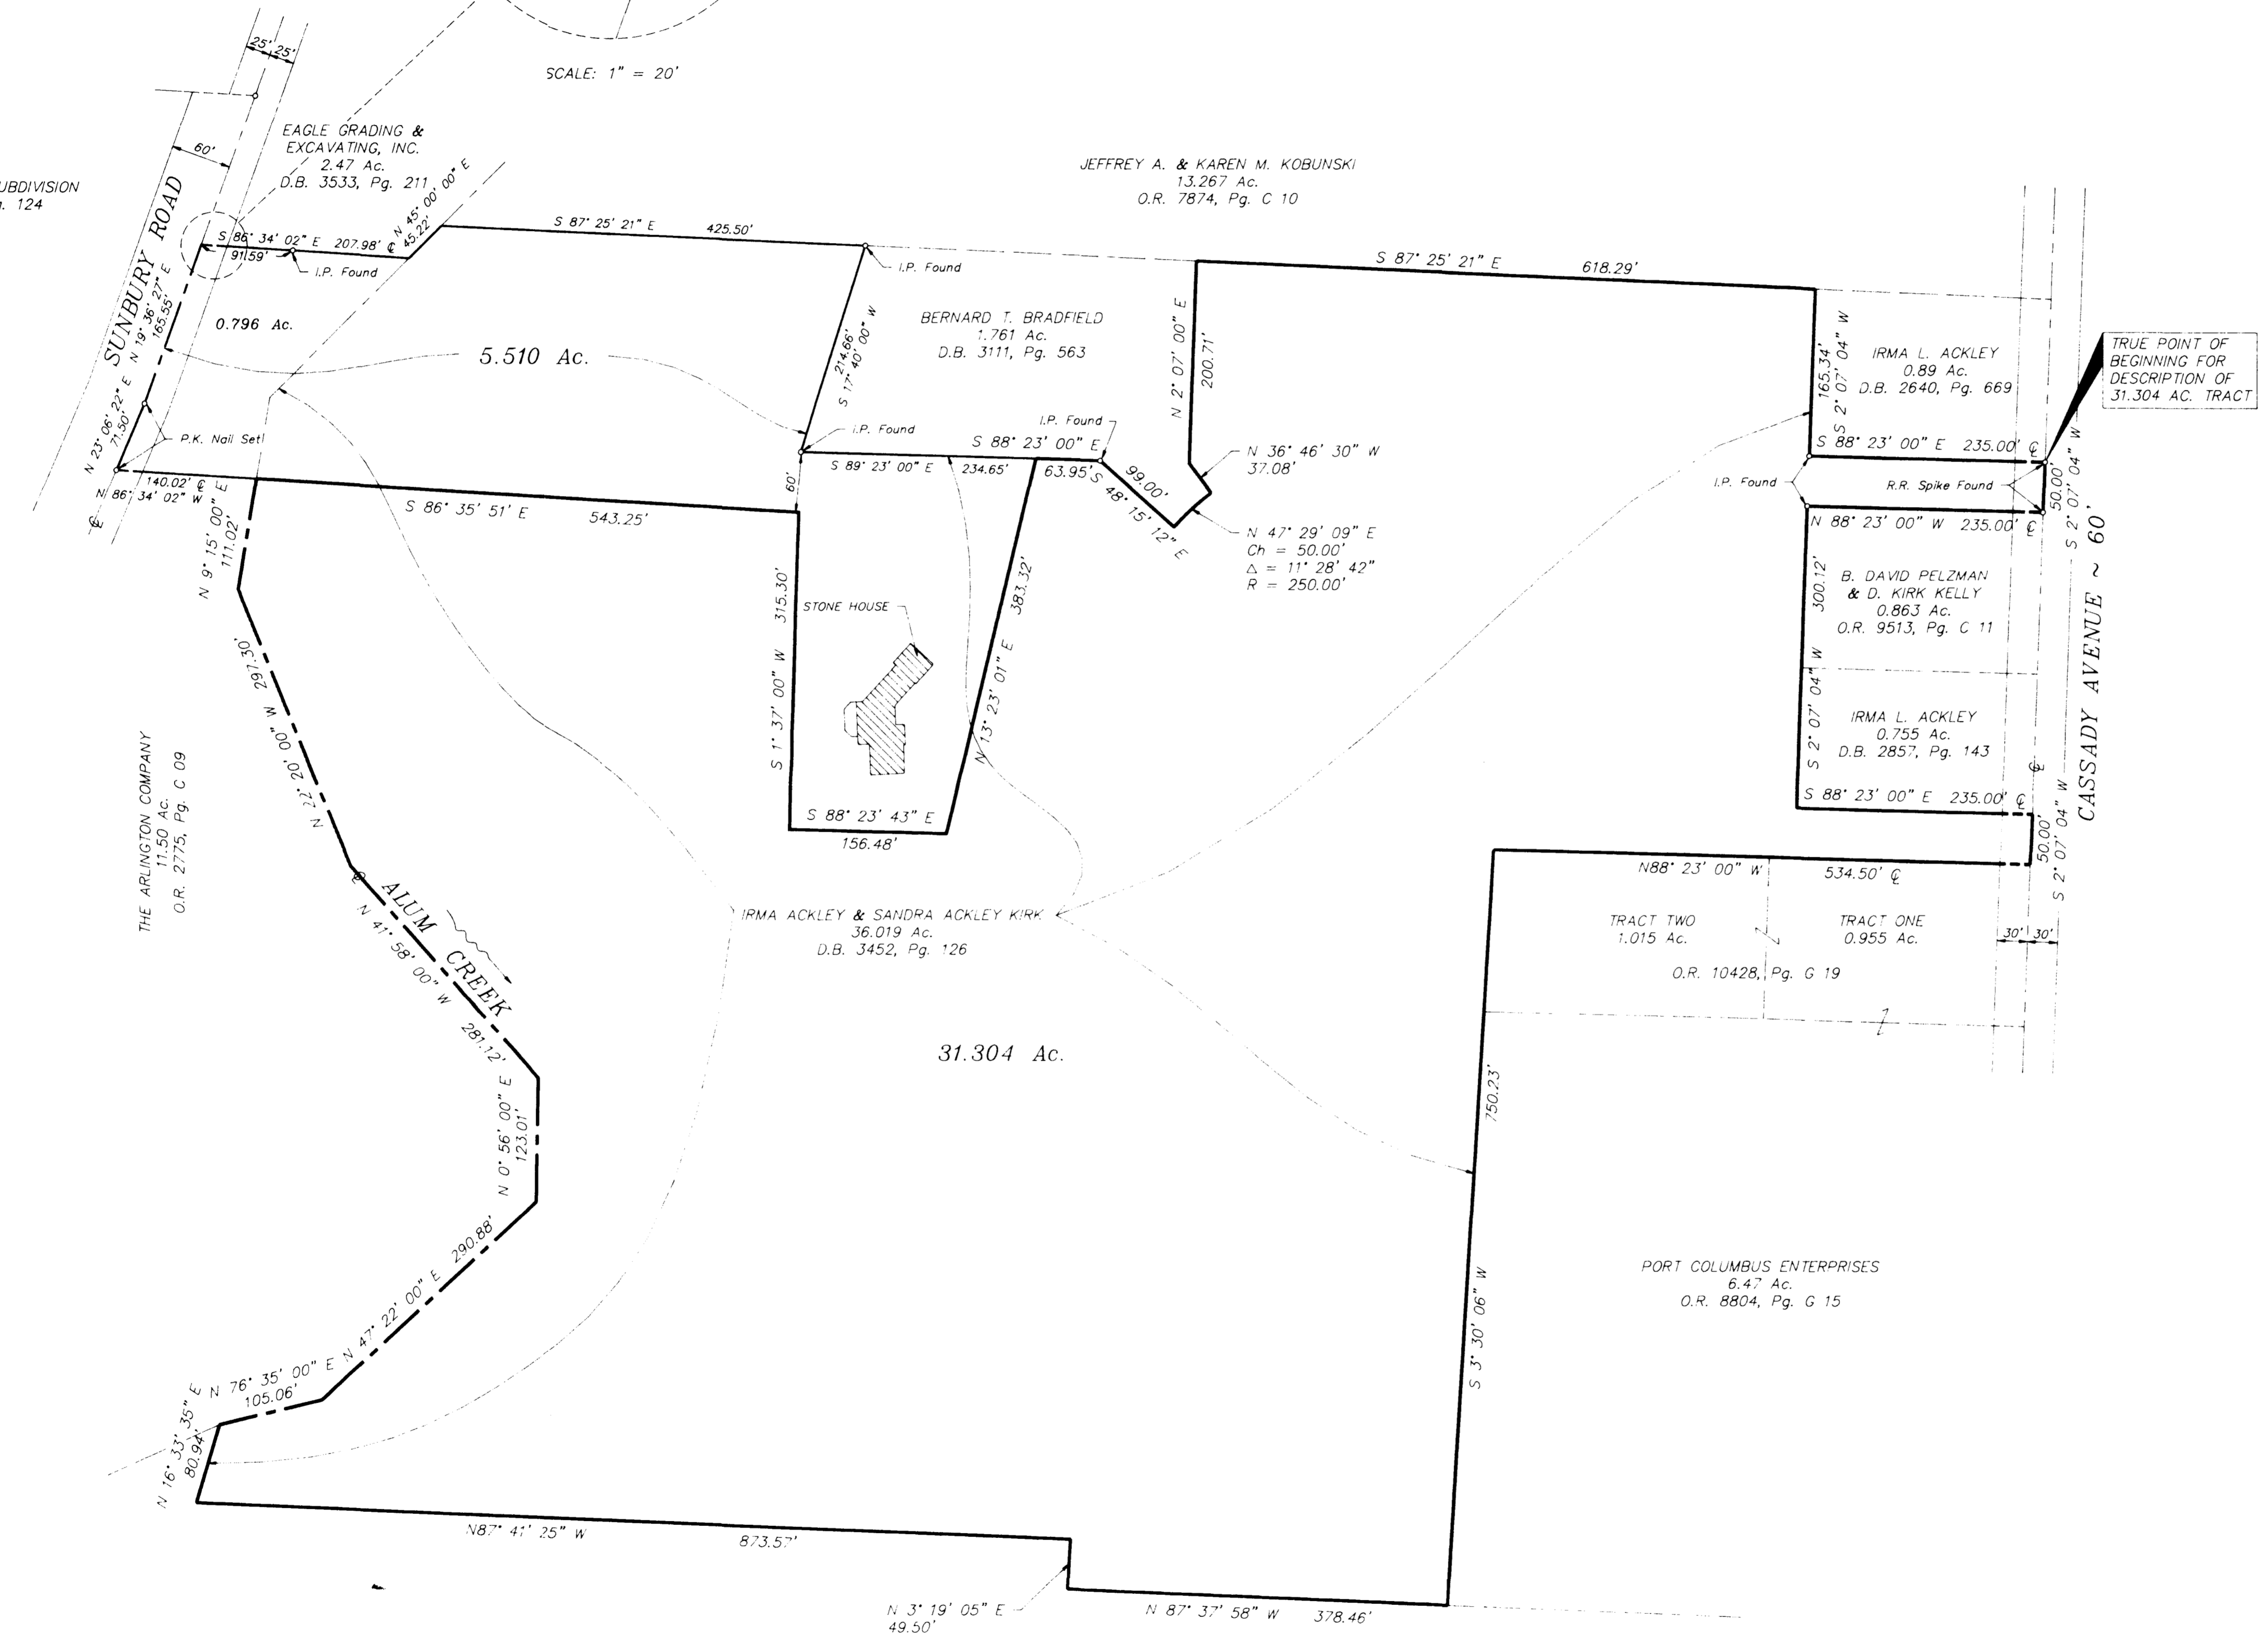 25' 25'
SCALE: 1" = 20'
EAGLE GRADING &
EXCAVATING, INC.
2.47 Ac.
D.B. 3533, Pg. 211
60'
UBDIVISION
124
SUNBURY ROAD
JEFFREY A. & KAREN M. KOBUNSKI
13.267 Ac.
O.R. 7874, Pg. C 10
S 86° 34' 02" E 207.98' ℄
91.59'
I.P. Found
N 45° 00' 00" E
45.22'
S 87° 25' 21" E 425.50'
I.P. Found
S 87° 25' 21" E 618.29'
N 19° 36' 27" E
165.55'
0.796 Ac.
5.510 Ac.
214.66'
S 17° 40' 00" W
BERNARD T. BRADFIELD
1.761 Ac.
D.B. 3111, Pg. 563
N 2° 07' 00" E
200.71'
165.34'
S 2° 07' 04" W
IRMA L. ACKLEY
0.89 Ac.
D.B. 2640, Pg. 669
TRUE POINT OF
BEGINNING FOR
DESCRIPTION OF
31.304 AC. TRACT
N 23° 06' 22" E
71.50'
P.K. Nail Set
I.P. Found
I.P. Found
S 88° 23' 00" E
S 89° 23' 00" E 234.65'
63.95'
99.00'
S 48° 15' 12" E
N 36° 46' 30" W
37.08'
N 47° 29' 09" E
Ch = 50.00'
Δ = 11° 28' 42"
R = 250.00'
S 88° 23' 00" E 235.00' ℄
I.P. Found
R.R. Spike Found
50.00'
S 2° 07' 04" W
N 88° 23' 00" W 235.00' ℄
℄
140.02' ℄
N 86° 34' 02" W
℄
60'
S 86° 35' 51" E 543.25'
N 9° 15' 00" E
111.02'
S 1° 37' 00" W 315.30'
STONE HOUSE
N 13° 23' 01" E 383.32'
S 88° 23' 43" E
156.48'
S 2° 07' 04" W 300.12'
B. DAVID PELZMAN
& D. KIRK KELLY
0.863 Ac.
O.R. 9513, Pg. C 11
S 2° 07' 04" W
CASSADY AVENUE ~ 60'
IRMA L. ACKLEY
0.755 Ac.
D.B. 2857, Pg. 143
℄
S 88° 23' 00" E 235.00' ℄
50.00'
S 2° 07' 04" W
N88° 23' 00" W 534.50' ℄
N 22° 20' 00" W 297.30'
THE ARLINGTON COMPANY
11.50 Ac.
O.R. 2775, Pg. C 09
℄
ALUM CREEK
N 41° 58' 00" W 281.12'
IRMA ACKLEY & SANDRA ACKLEY KIRK
36.019 Ac.
D.B. 3452, Pg. 126
TRACT TWO
1.015 Ac.
TRACT ONE
0.955 Ac.
30' 30'
O.R. 10428, Pg. G 19
31.304 Ac.
N 0° 56' 00" E
123.01'
S 3° 30' 06" W 750.23'
N 47° 22' 00" E 290.88'
PORT COLUMBUS ENTERPRISES
6.47 Ac.
O.R. 8804, Pg. G 15
N 76° 35' 00" E
105.06'
N 16° 33' 35" E
80.94'
N87° 41' 25" W 873.57'
N 3° 19' 05" E
49.50'
N 87° 37' 58" W 378.46'